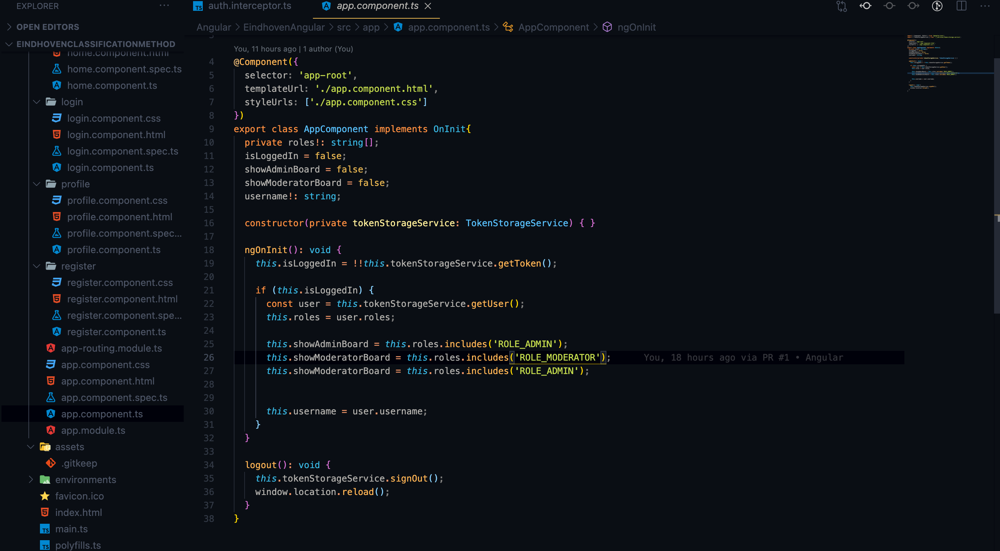 EXPLORER
OPEN EDITORS
EINDHOVENCLASSIFICATIONMETHOD
home.component.html
home.component.spec.ts
home.component.ts
login
login.component.css
login.component.html
login.component.spec.ts
login.component.ts
profile
profile.component.css
profile.component.html
profile.component.spec...
profile.component.ts
register
register.component.css
register.component.html
register.component.spe...
register.component.ts
app-routing.module.ts
app.component.css
app.component.html
app.component.spec.ts
app.component.ts
app.module.ts
assets
.gitkeep
environments
favicon.ico
index.html
main.ts
polyfills.ts
auth.interceptor.ts
app.component.ts
Angular > EindhovenAngular > src > app > app.component.ts > AppComponent > ngOnInit
You, 11 hours ago | 1 author (You)
4 @Component({
5 selector: 'app-root',
6 templateUrl: './app.component.html',
7 styleUrls: ['./app.component.css']
8 })
9 export class AppComponent implements OnInit{
10 private roles!: string[];
11 isLoggedIn = false;
12 showAdminBoard = false;
13 showModeratorBoard = false;
14 username!: string;
15
16 constructor(private tokenStorageService: TokenStorageService) { }
17
18 ngOnInit(): void {
19 this.isLoggedIn = !!this.tokenStorageService.getToken();
20
21 if (this.isLoggedIn) {
22 const user = this.tokenStorageService.getUser();
23 this.roles = user.roles;
24
25 this.showAdminBoard = this.roles.includes('ROLE_ADMIN');
26 this.showModeratorBoard = this.roles.includes('ROLE_MODERATOR'); You, 18 hours ago via PR #1 • Angular
27 this.showModeratorBoard = this.roles.includes('ROLE_ADMIN');
28
29
30 this.username = user.username;
31 }
32 }
33
34 logout(): void {
35 this.tokenStorageService.signOut();
36 window.location.reload();
37 }
38 }